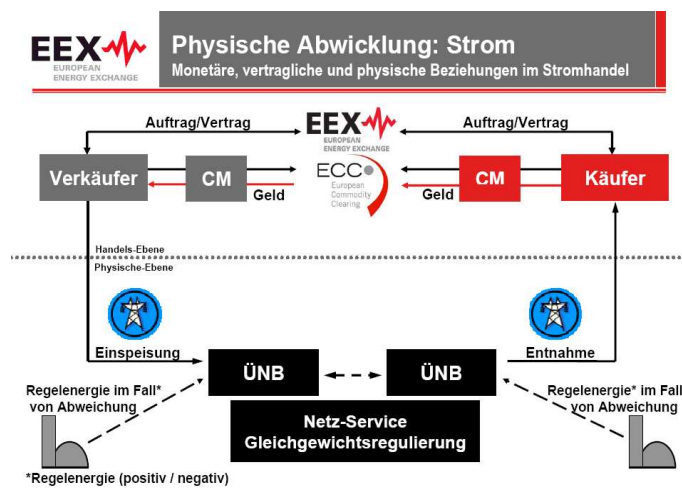 EEX
EUROPEAN
ENERGY EXCHANGE
Physische Abwicklung: Strom
Monetäre, vertragliche und physische Beziehungen im Stromhandel
Auftrag/Vertrag
EEX
EUROPEAN
ENERGY EXCHANGE
Auftrag/Vertrag
Verkäufer
CM
Geld
ECC
European
Commodity
Clearing
Geld
CM
Käufer
Handels-Ebene
Physische-Ebene
Einspeisung
ÜNB
ÜNB
Entnahme
Regelenergie im Fall*
von Abweichung
Regelenergie* im Fall
von Abweichung
Netz-Service
Gleichgewichtsregulierung
*Regelenergie (positiv / negativ)